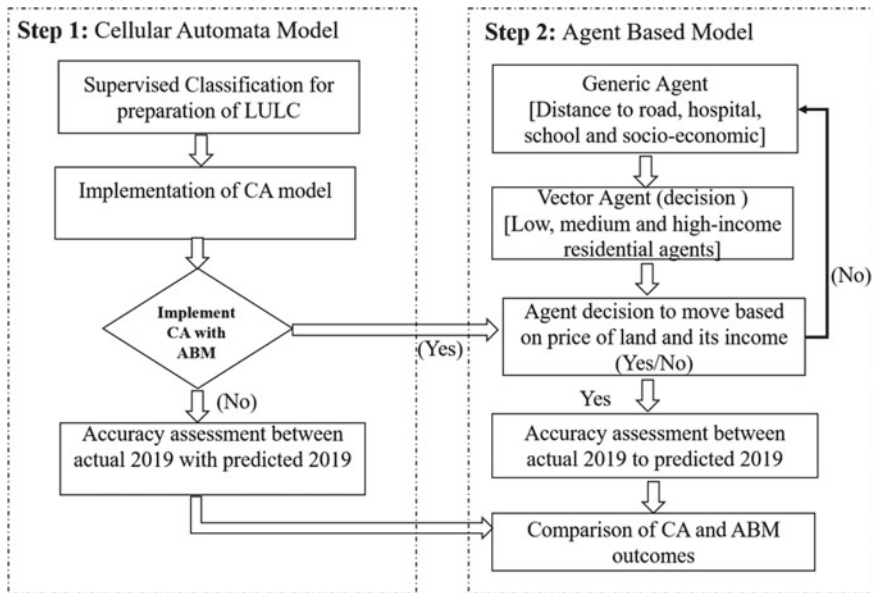 Step 1: Cellular Automata Model
Supervised Classification for
preparation of LULC
Implementation of CA model
Implement
CA with
ABM
(Yes)
(No)
Accuracy assessment between
actual 2019 with predicted 2019
Step 2: Agent Based Model
Generic Agent
[Distance to road, hospital,
school and socio-economic]
Vector Agent (decision )
[Low, medium and high-income
residential agents]
(No)
Agent decision to move based
on price of land and its income
(Yes/No)
Yes
Accuracy assessment between
actual 2019 to predicted 2019
Comparison of CA and ABM
outcomes